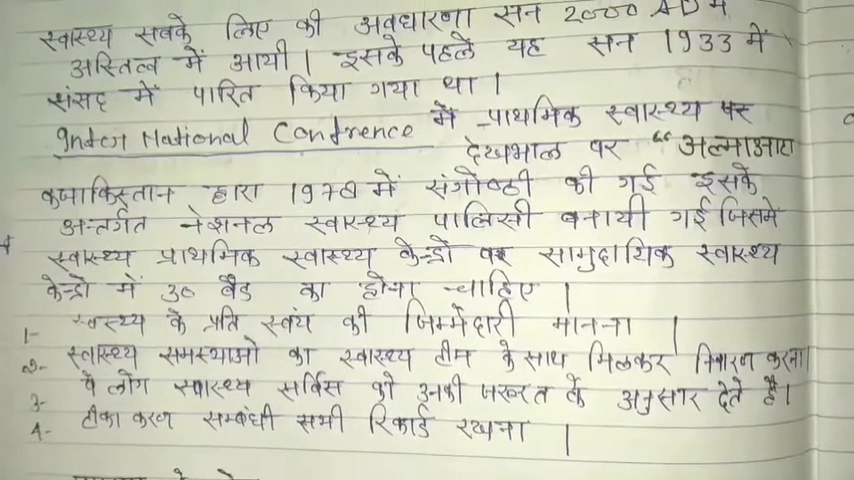 स्वास्थ्य सबके लिए की अवधारणा सन 2000 AD में
अस्तित्व में आयी। इसके पहले यह सन 1933 में
संसद में पारित किया गया था।
Inter National Confrence में प्राथमिक स्वास्थ्य पर
देखभाल पर "अल्माआटा
कजाकिस्तान द्वारा 1978 में संगोष्ठी की गई इसके
अन्तर्गत नेशनल स्वास्थ्य पालिसी बनायी गई जिसमें
स्वास्थ्य प्राथमिक स्वास्थ्य केन्द्रो पर सामुदायिक स्वास्थ्य
केन्द्रो में 30 बैड का होना चाहिए।
1- स्वास्थ्य के प्रति स्वंय की जिम्मेदारी मानना।
2- स्वास्थ्य समस्याओ का स्वास्थ्य टीम के साथ मिलकर निवारण करना।
3- ये लोग स्वास्थ्य सर्विस को उनकी जरूरत के अनुसार देते है।
4- टीका करण सम्बंधी सभी रिकार्ड रखना।